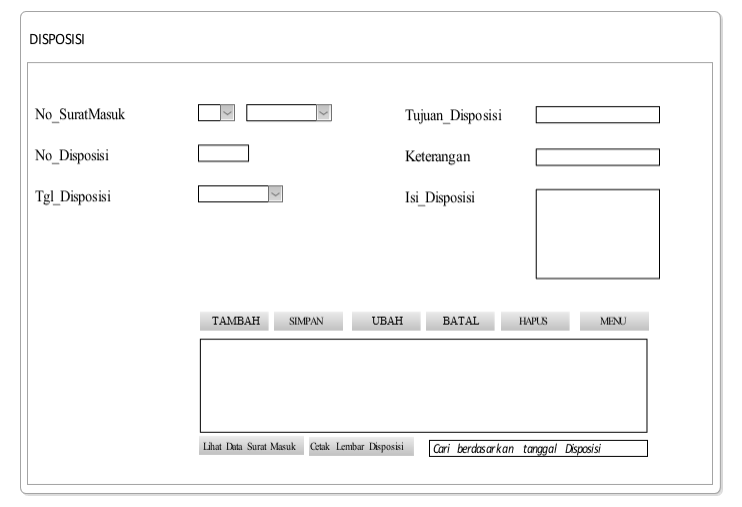 DISPOSISI
No_SuratMasuk
Tujuan_Disposisi
No_Disposisi
Keterangan
Tgl_Disposisi
Isi_Disposisi
TAMBAH SIMPAN UBAH BATAL HAPUS MENU
Lihat Data Surat Masuk Cetak Lembar Disposisi Cari berdasarkan tanggal Disposisi